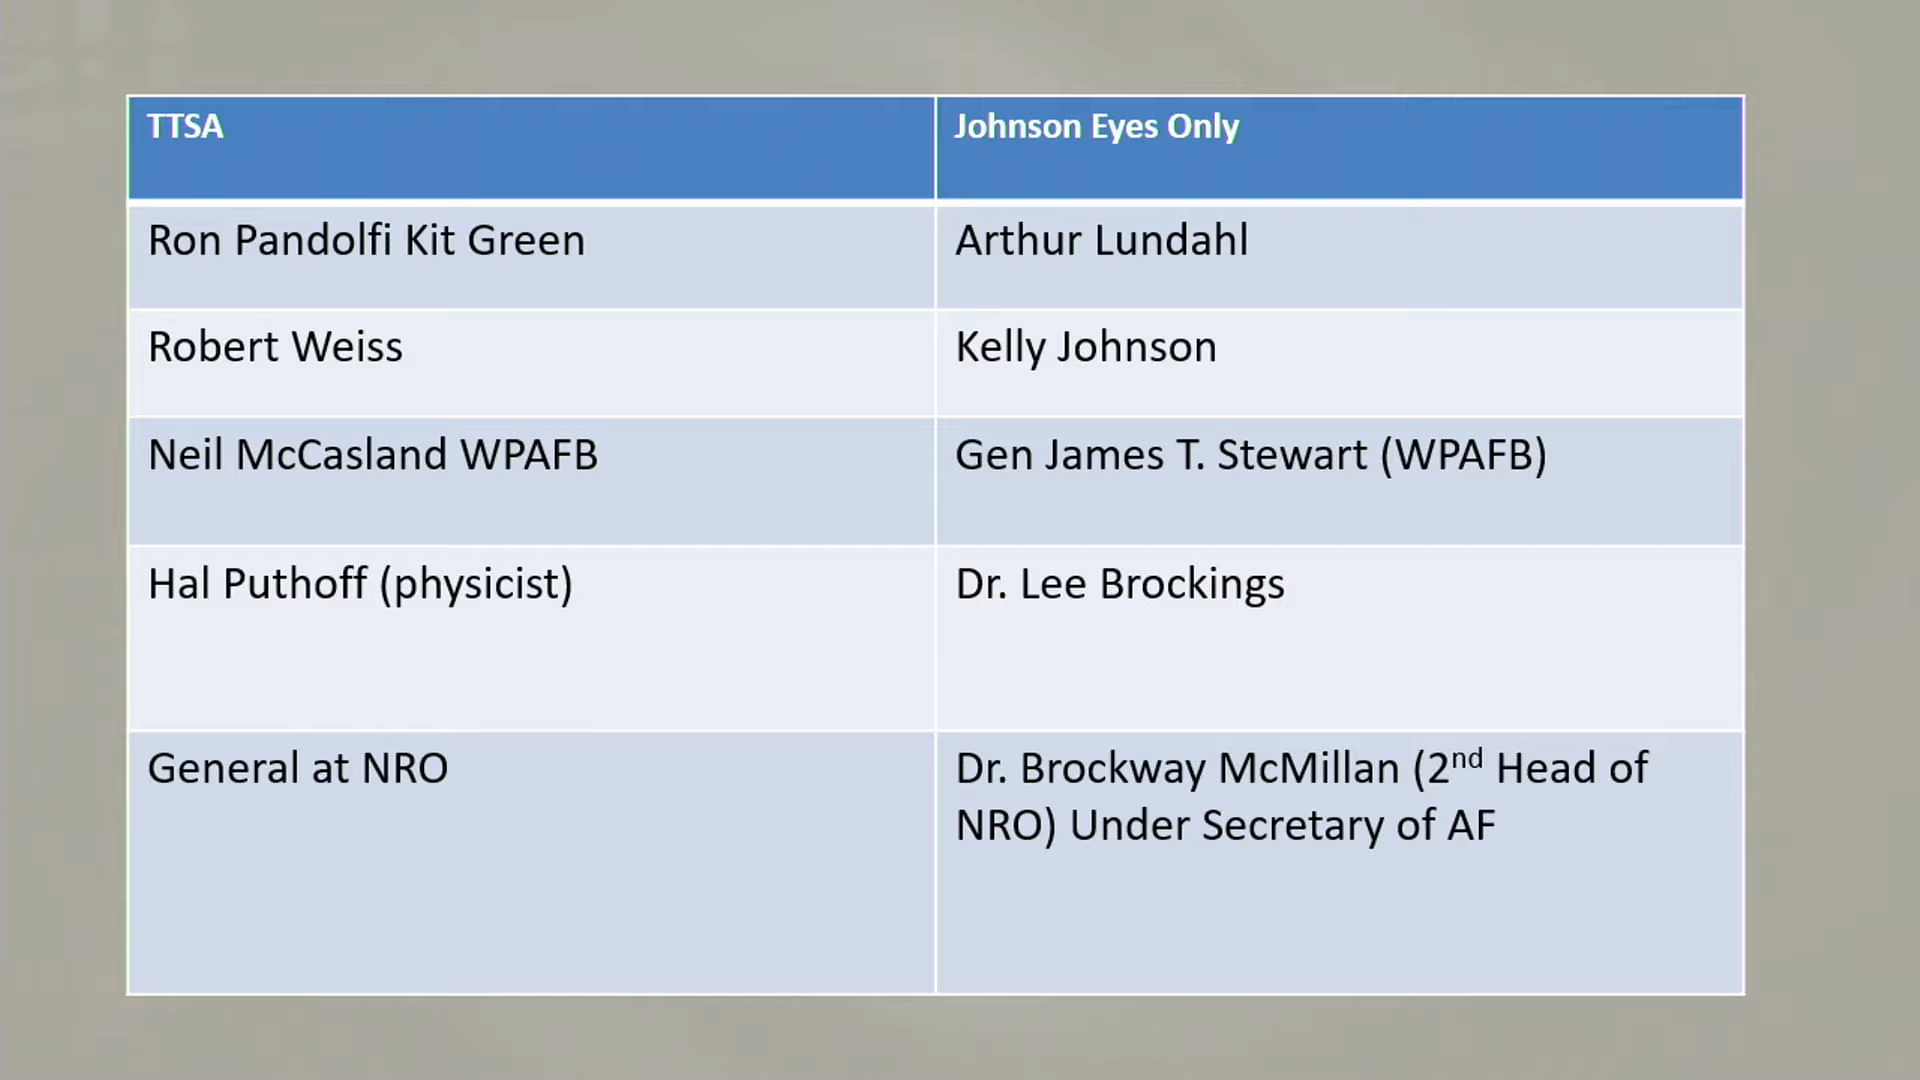 TTSA
Johnson Eyes Only
Ron Pandolfi Kit Green
Arthur Lundahl
Robert Weiss
Kelly Johnson
Neil McCasland WPAFB
Gen James T. Stewart (WPAFB)
Hal Puthoff (physicist)
Dr. Lee Brockings
General at NRO
Dr. Brockway McMillan (2nd Head of
NRO) Under Secretary of AF